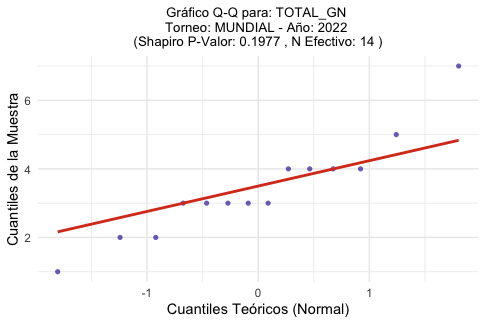 Gráfico Q-Q para: TOTAL_GN
Torneo: MUNDIAL - Año: 2022
(Shapiro P-Valor: 0.1977 , N Efectivo: 14 )
Cuantiles de la Muestra
6
4
2
-1
0
1
Cuantiles Teóricos (Normal)